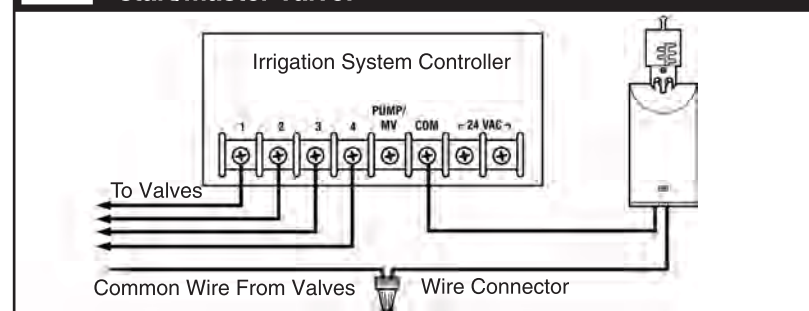 Irrigation System Controller
PUMP/
1 2 3 4 MV COM 24 VAC
To Valves
Common Wire From Valves Wire Connector